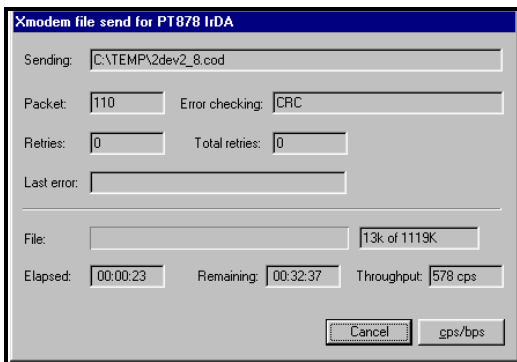 Xmodem file send for PT878 IrDA
Sending: C:\TEMP\2dev2_8.cod
Packet: 110 Error checking: CRC
Retries: 0 Total retries: 0
Last error:
File: 13k of 1119K
Elapsed: 00:00:23 Remaining: 00:32:37 Throughput: 578 cps
Cancel cps/bps